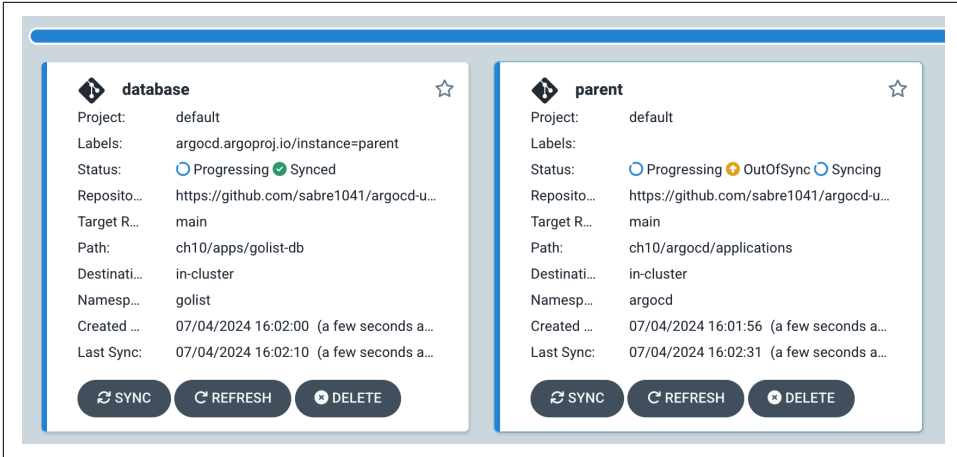 database
Project: default
Labels: argocd.argoproj.io/instance=parent
Status: Progressing Synced
Reposito... https://github.com/sabre1041/argocd-u...
Target R... main
Path: ch10/apps/golist-db
Destinati... in-cluster
Namesp... golist
Created ... 07/04/2024 16:02:00 (a few seconds a...
Last Sync: 07/04/2024 16:02:10 (a few seconds a...
SYNC REFRESH DELETE
parent
Project: default
Labels:
Status: Progressing OutOfSync Syncing
Reposito... https://github.com/sabre1041/argocd-u...
Target R... main
Path: ch10/argocd/applications
Destinati... in-cluster
Namesp... argocd
Created ... 07/04/2024 16:01:56 (a few seconds a...
Last Sync: 07/04/2024 16:02:31 (a few seconds a...
SYNC REFRESH DELETE